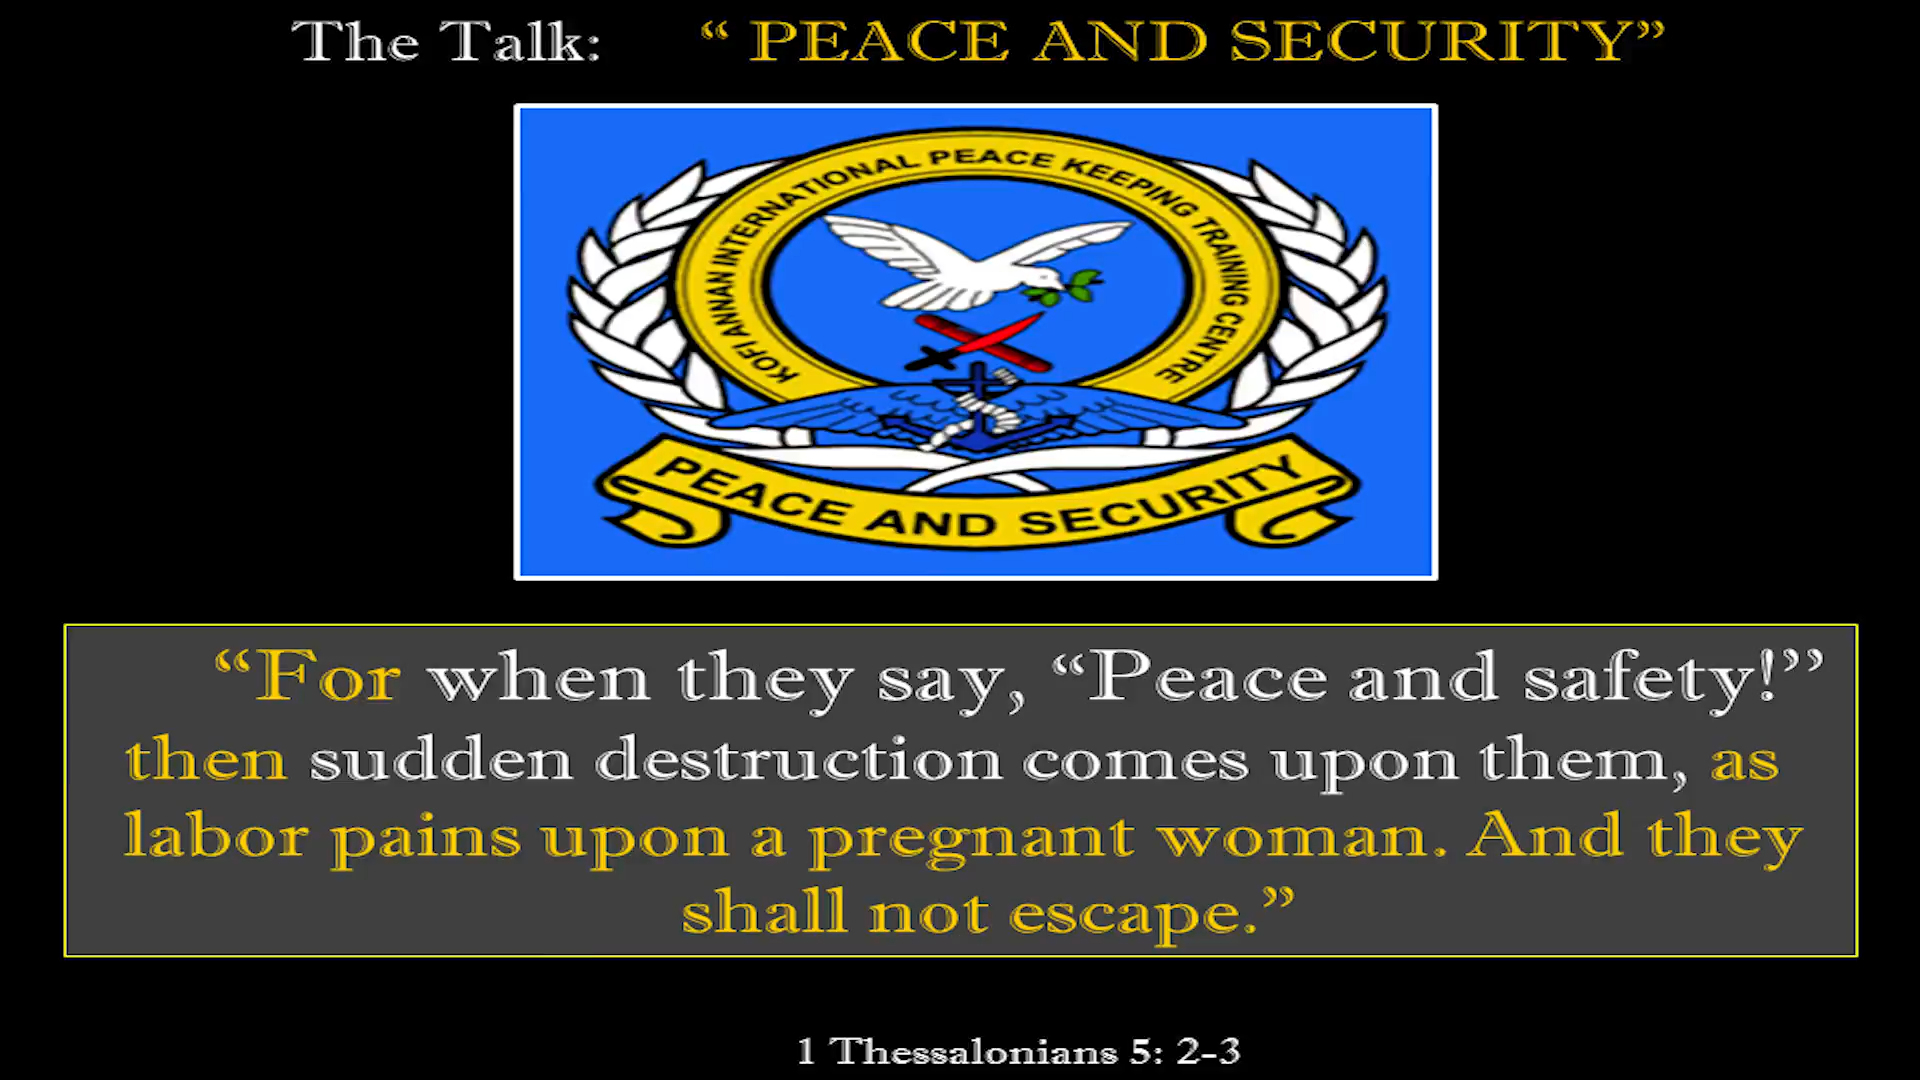 The Talk: “ PEACE AND SECURITY”
KOFI ANNAN INTERNATIONAL PEACE KEEPING TRAINING CENTRE
PEACE AND SECURITY
“For when they say, “Peace and safety!”
then sudden destruction comes upon them, as
labor pains upon a pregnant woman. And they
shall not escape.”
1 Thessalonians 5: 2-3